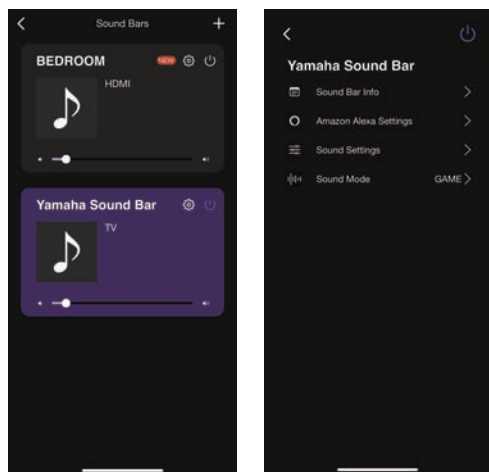 Sound Bars
BEDROOM
NEW
HDMI
Yamaha Sound Bar
TV
Yamaha Sound Bar
Sound Bar Info
Amazon Alexa Settings
Sound Settings
Sound Mode GAME